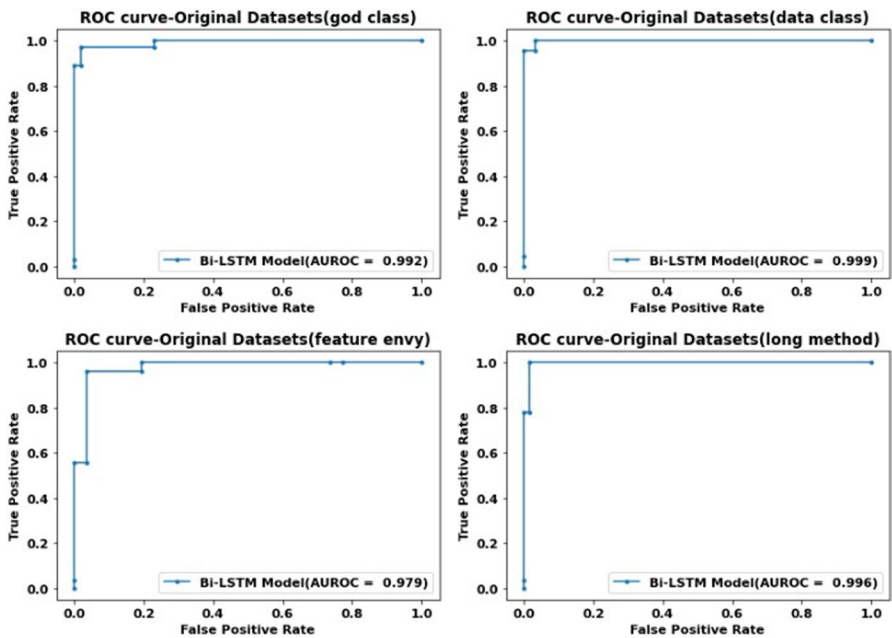 ROC curve-Original Datasets(god class)
True Positive Rate
1.0
0.8
0.6
0.4
0.2
0.0
Bi-LSTM Model(AUROC =  0.992)
0.0 0.2 0.4 0.6 0.8 1.0
False Positive Rate
ROC curve-Original Datasets(data class)
True Positive Rate
1.0
0.8
0.6
0.4
0.2
0.0
Bi-LSTM Model(AUROC =  0.999)
0.0 0.2 0.4 0.6 0.8 1.0
False Positive Rate
ROC curve-Original Datasets(feature envy)
True Positive Rate
1.0
0.8
0.6
0.4
0.2
0.0
Bi-LSTM Model(AUROC =  0.979)
0.0 0.2 0.4 0.6 0.8 1.0
False Positive Rate
ROC curve-Original Datasets(long method)
True Positive Rate
1.0
0.8
0.6
0.4
0.2
0.0
Bi-LSTM Model(AUROC =  0.996)
0.0 0.2 0.4 0.6 0.8 1.0
False Positive Rate